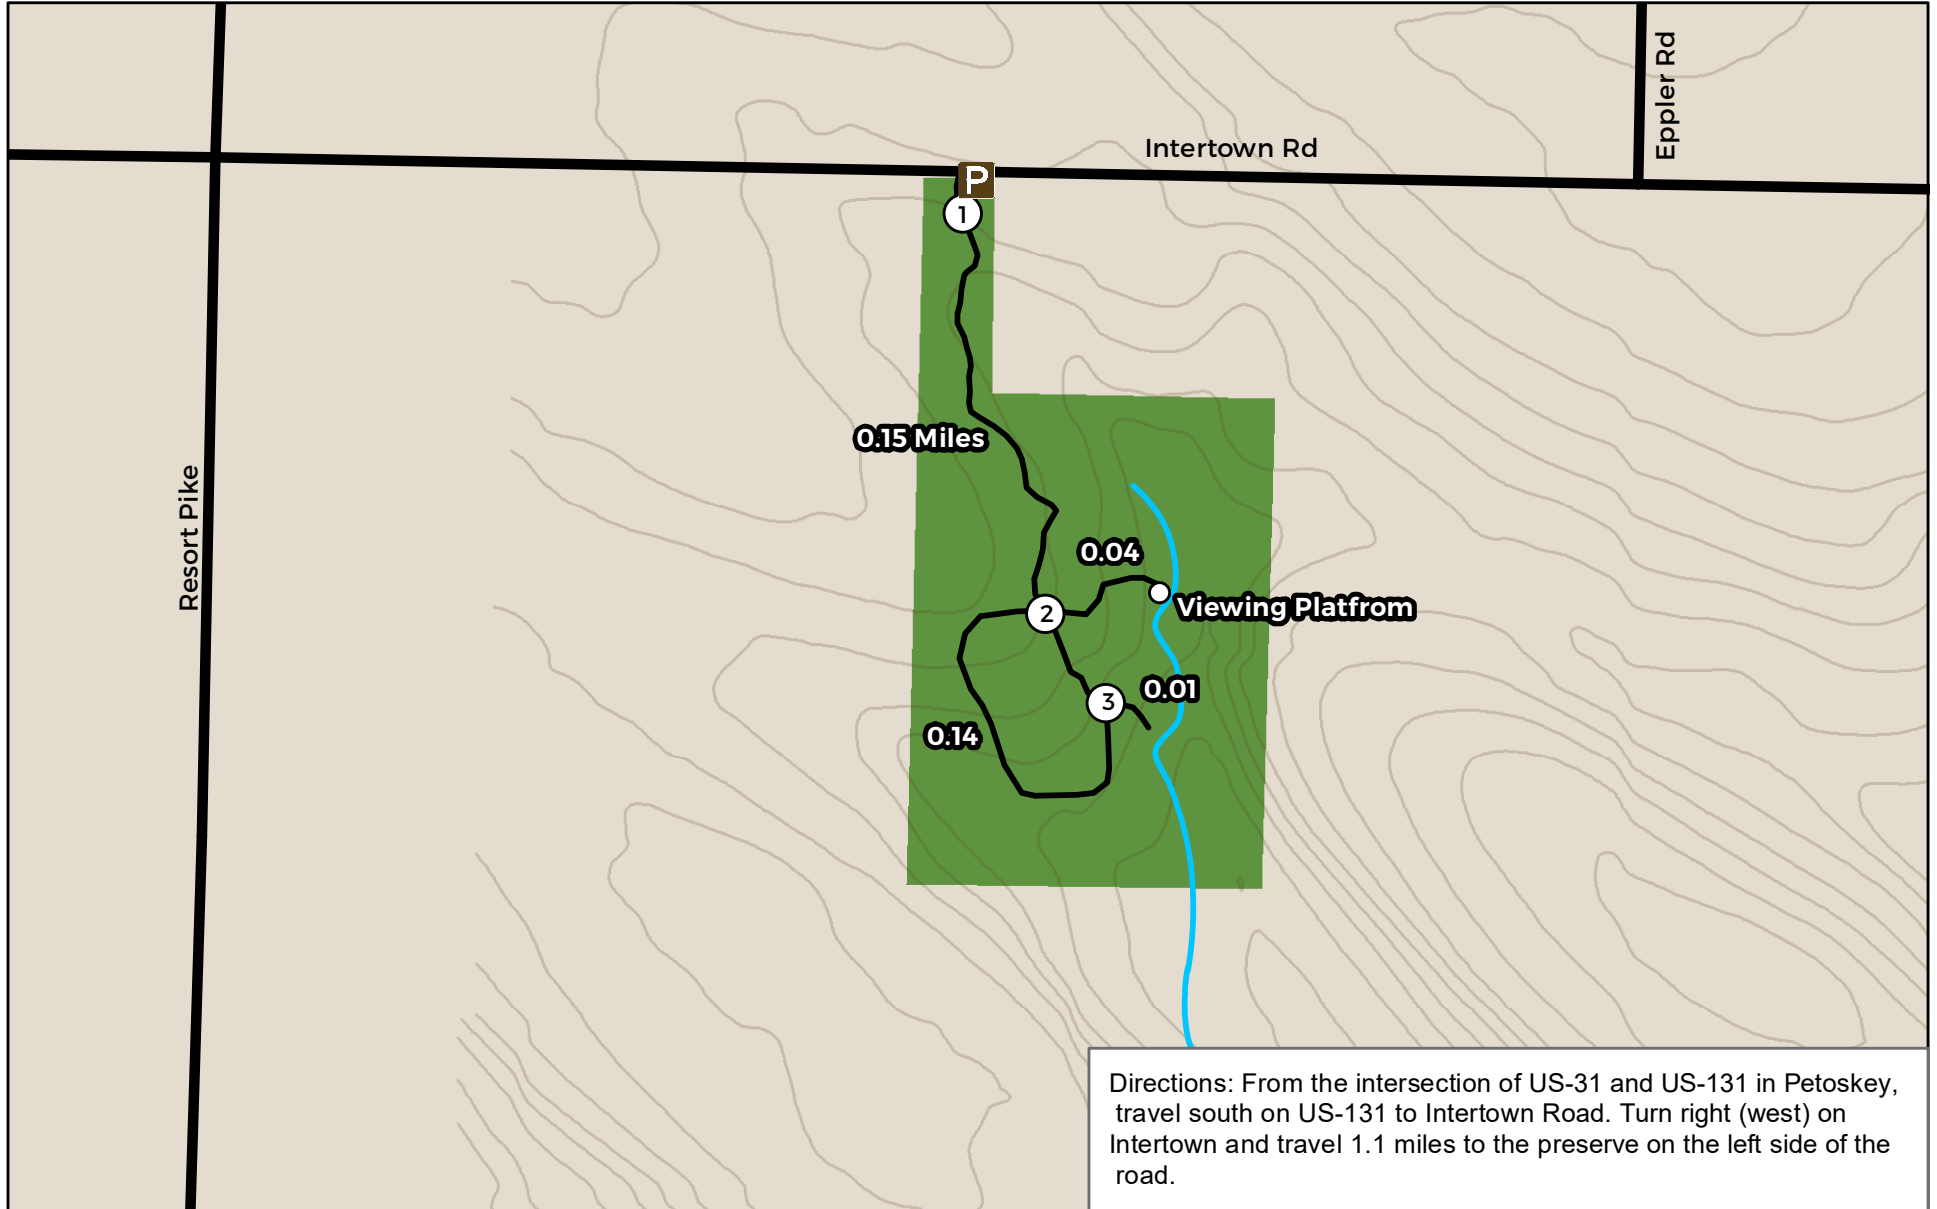 Eppler Rd
Intertown Rd
P
1
0.15 Miles
Resort Pike
0.04
2
Viewing Platfrom
0.01
3
0.14
Directions: From the intersection of US-31 and US-131 in Petoskey,
travel south on US-131 to Intertown Road. Turn right (west) on
Intertown and travel 1.1 miles to the preserve on the left side of the
road.